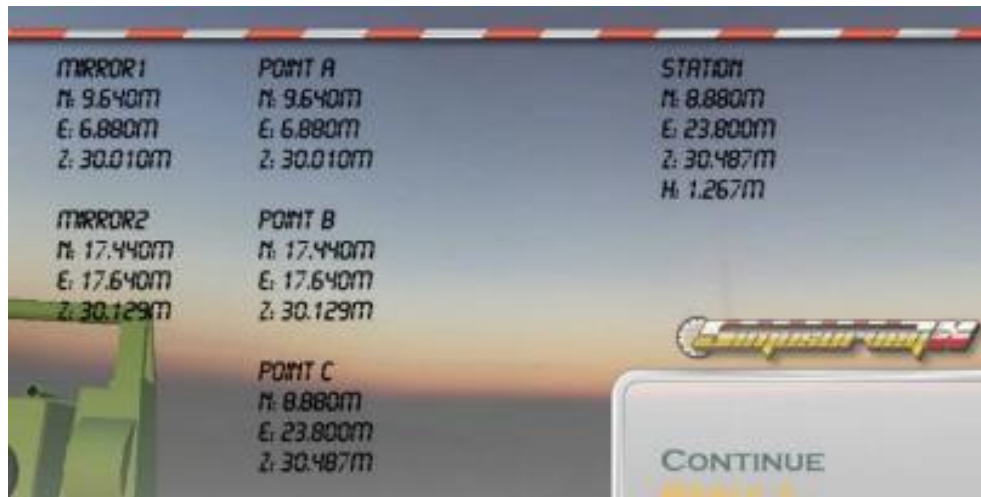 MIRROR1
N: 9.640M
E: 6.880M
Z: 30.010M
MIRROR2
N: 17.440M
E: 17.640M
Z: 30.129M
POINT A
N: 9.640M
E: 6.880M
Z: 30.010M
POINT B
N: 17.440M
E: 17.640M
Z: 30.129M
POINT C
N: 8.880M
E: 23.800M
Z: 30.487M
STATION
N: 8.880M
E: 23.800M
Z: 30.487M
H: 1.267M
CONTINUE